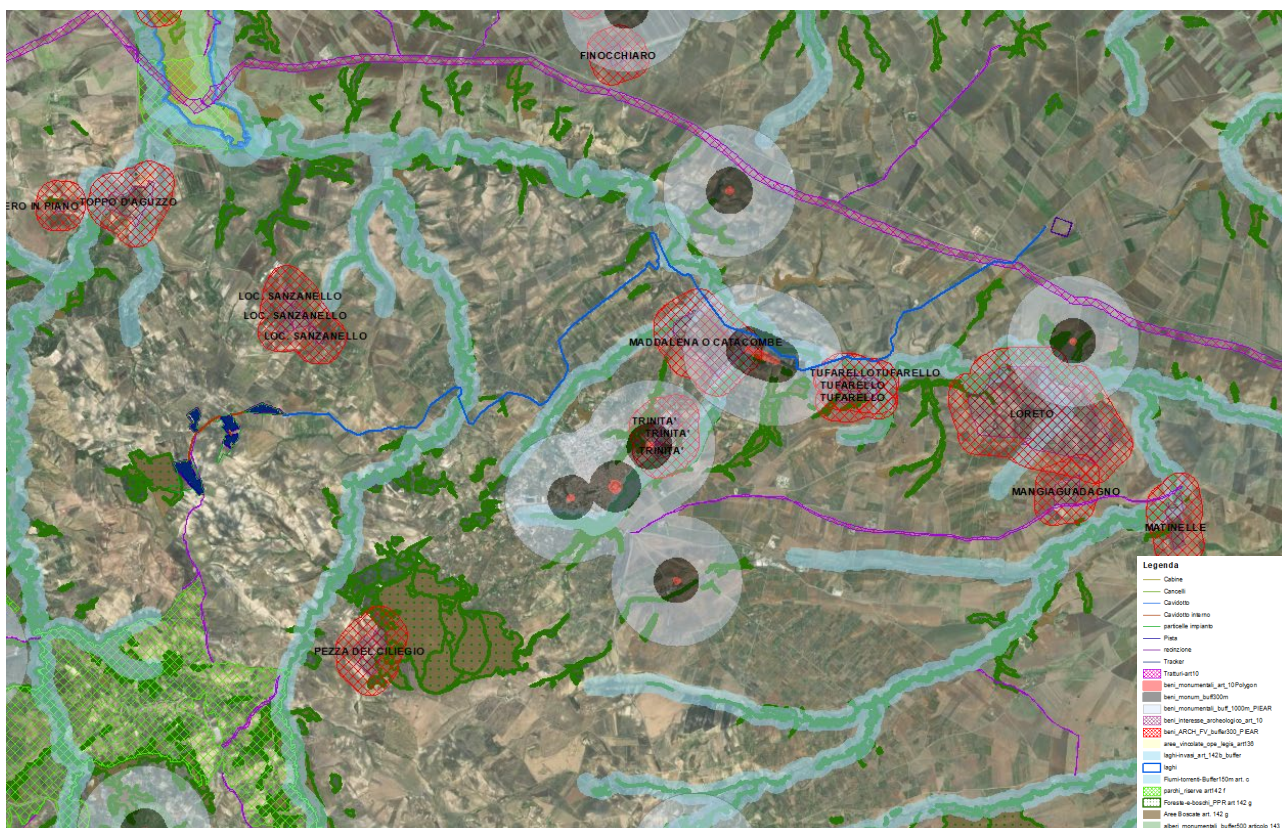 FINOCCHIARO
ERO IN PIANO
TOPPO D'AGUZZO
LOC. SANZANELLO
LOC. SANZANELLO
LOC. SANZANELLO
MADDALENA O CATACOMBE
TUFARELLOTUFARELLO
TUFARELLO
TUFARELLO
TRINITA'
TRINITA'
TRINITA'
LORETO
MANGIAGUADAGNO
MATINELLE
PEZZA DEL CILIEGIO
Legenda
Cabine
Cancelli
Cavidotto
Cavidotto interno
particelle impianto
Pista
recinzione
Tracker
Tratturi-art10
beni_monumentali_art_10Polygon
beni_monum_buff300m
beni_monumentali_buff_1000m_PIEAR
beni_interesse_archeologico_art_10
beni_ARCH_FV_buffer300_PIEAR
aree_vincolate_ope_legis_art136
laghi-invasi_art_142b_buffer
laghi
Fiumi-torrenti-Buffer150m art. c
parchi_riserve art142 f
Foreste-e-boschi_PPR art 142 g
Aree Boscate art. 142 g
alberi_monumentali_buffer500 articolo 143